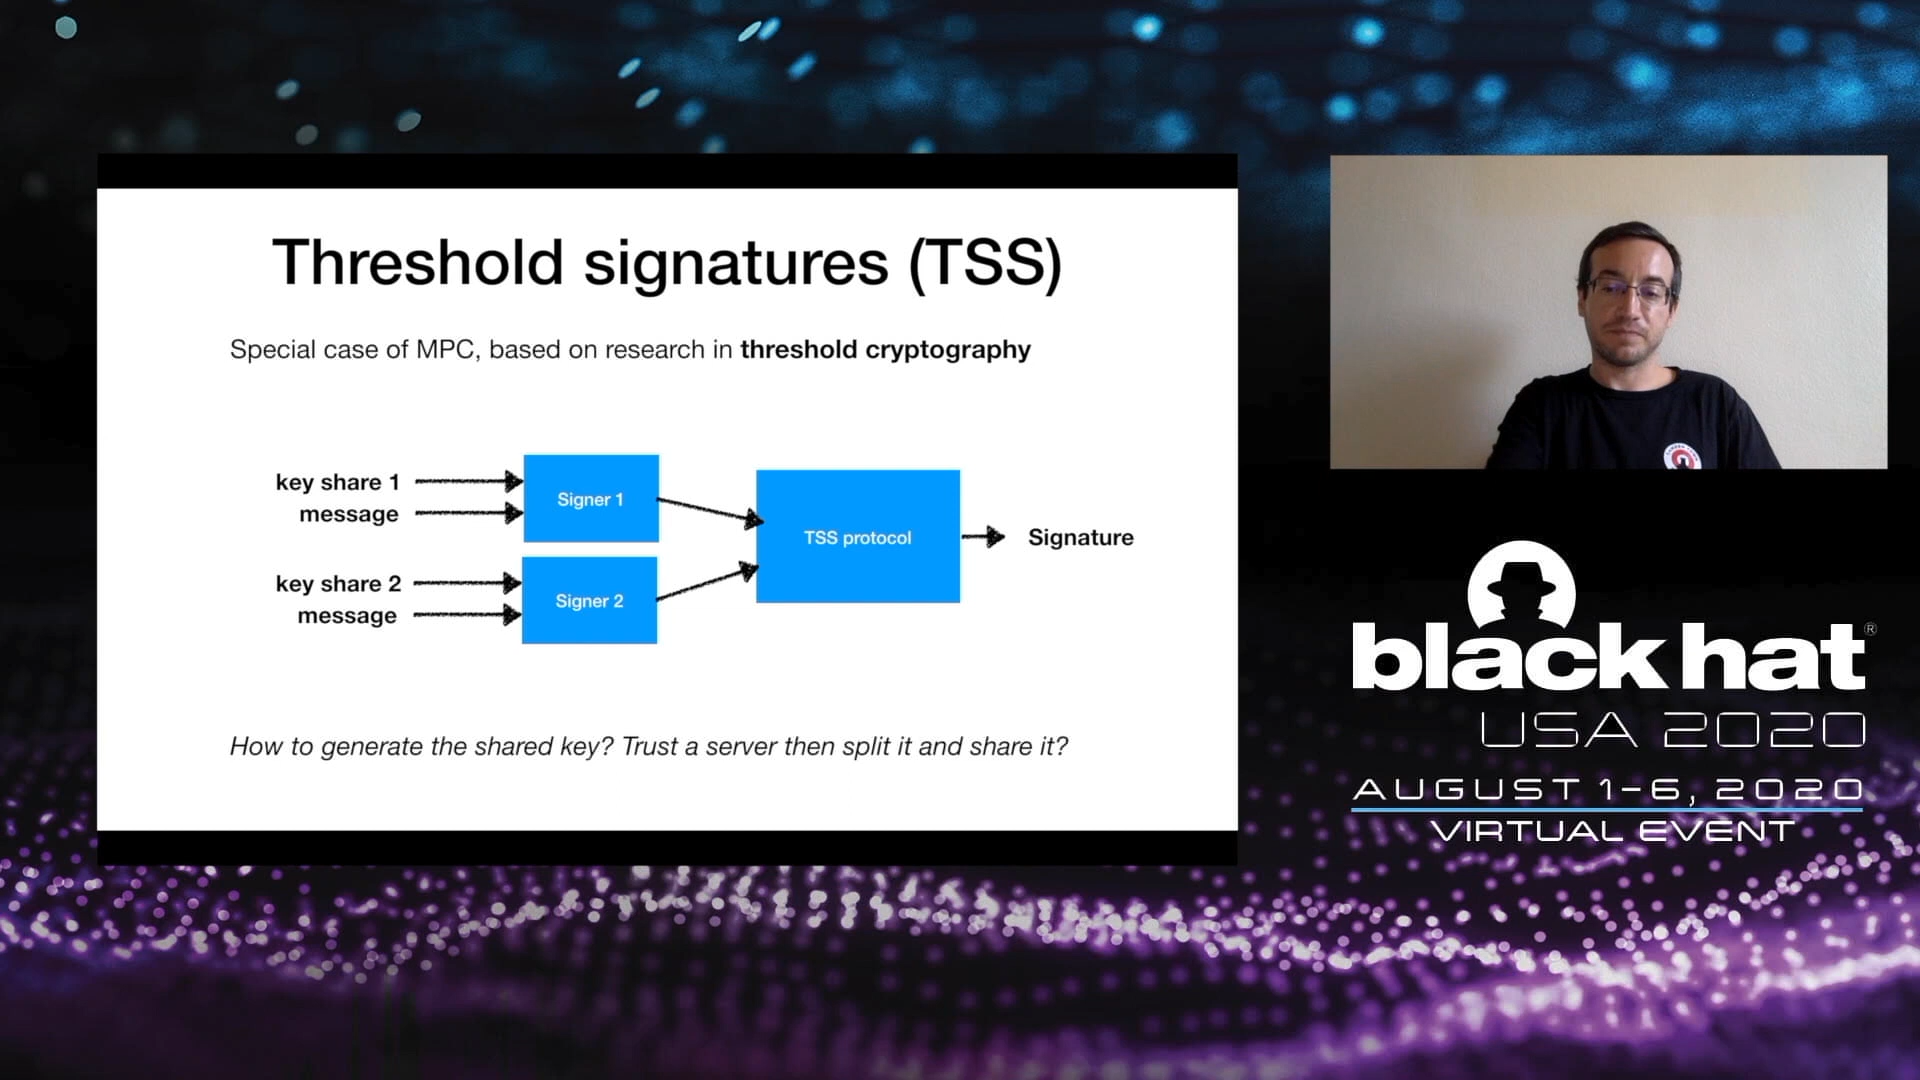 Threshold signatures (TSS)
Special case of MPC, based on research in threshold cryptography
key share 1
message
Signer 1
key share 2
message
Signer 2
TSS protocol
Signature
How to generate the shared key? Trust a server then split it and share it?
black hat®
USA 2020
AUGUST 1-6, 2020
VIRTUAL EVENT